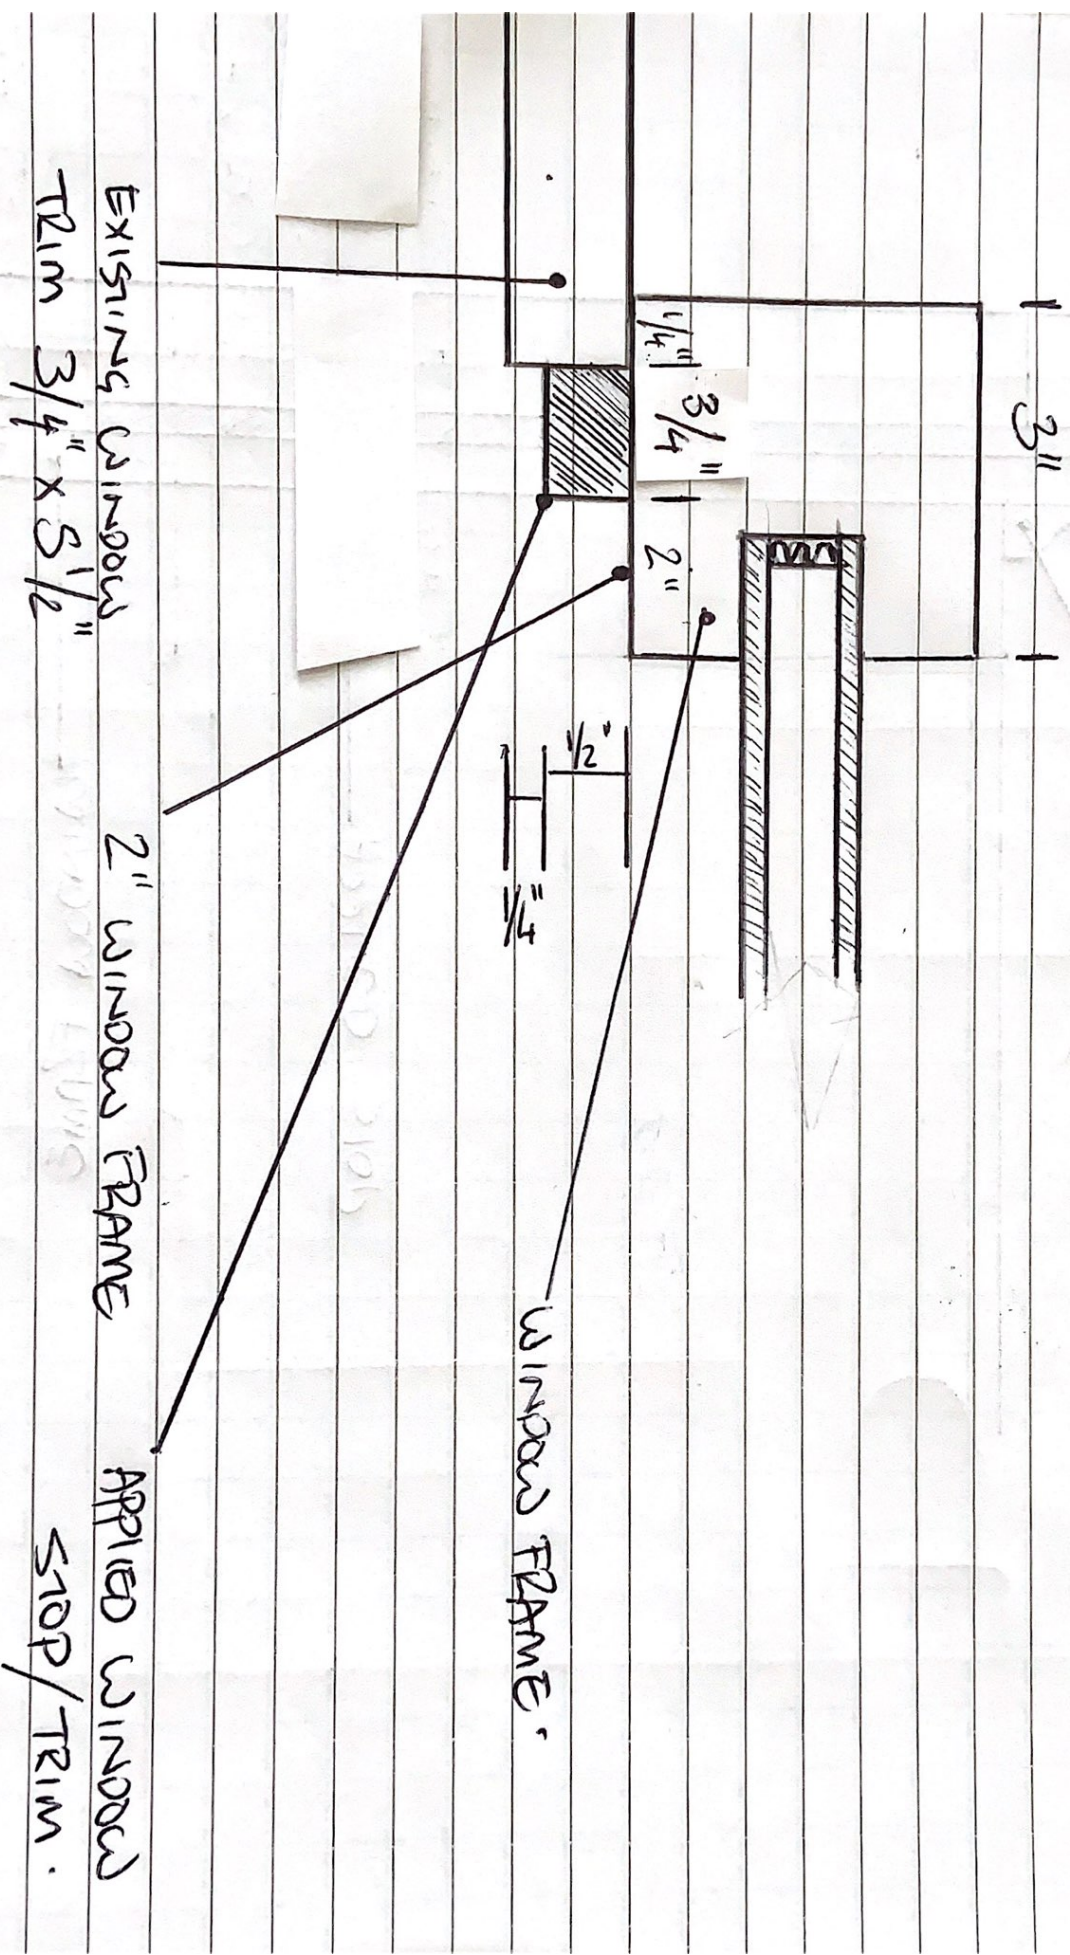 3"
1/4"
3/4"
2"
1/2"
1/4"
WINDOW FRAME.
EXISTING WINDOW
TRIM 3/4" x 5 1/2"
2" WINDOW FRAME
APPLIED WINDOW
STOP/TRIM.